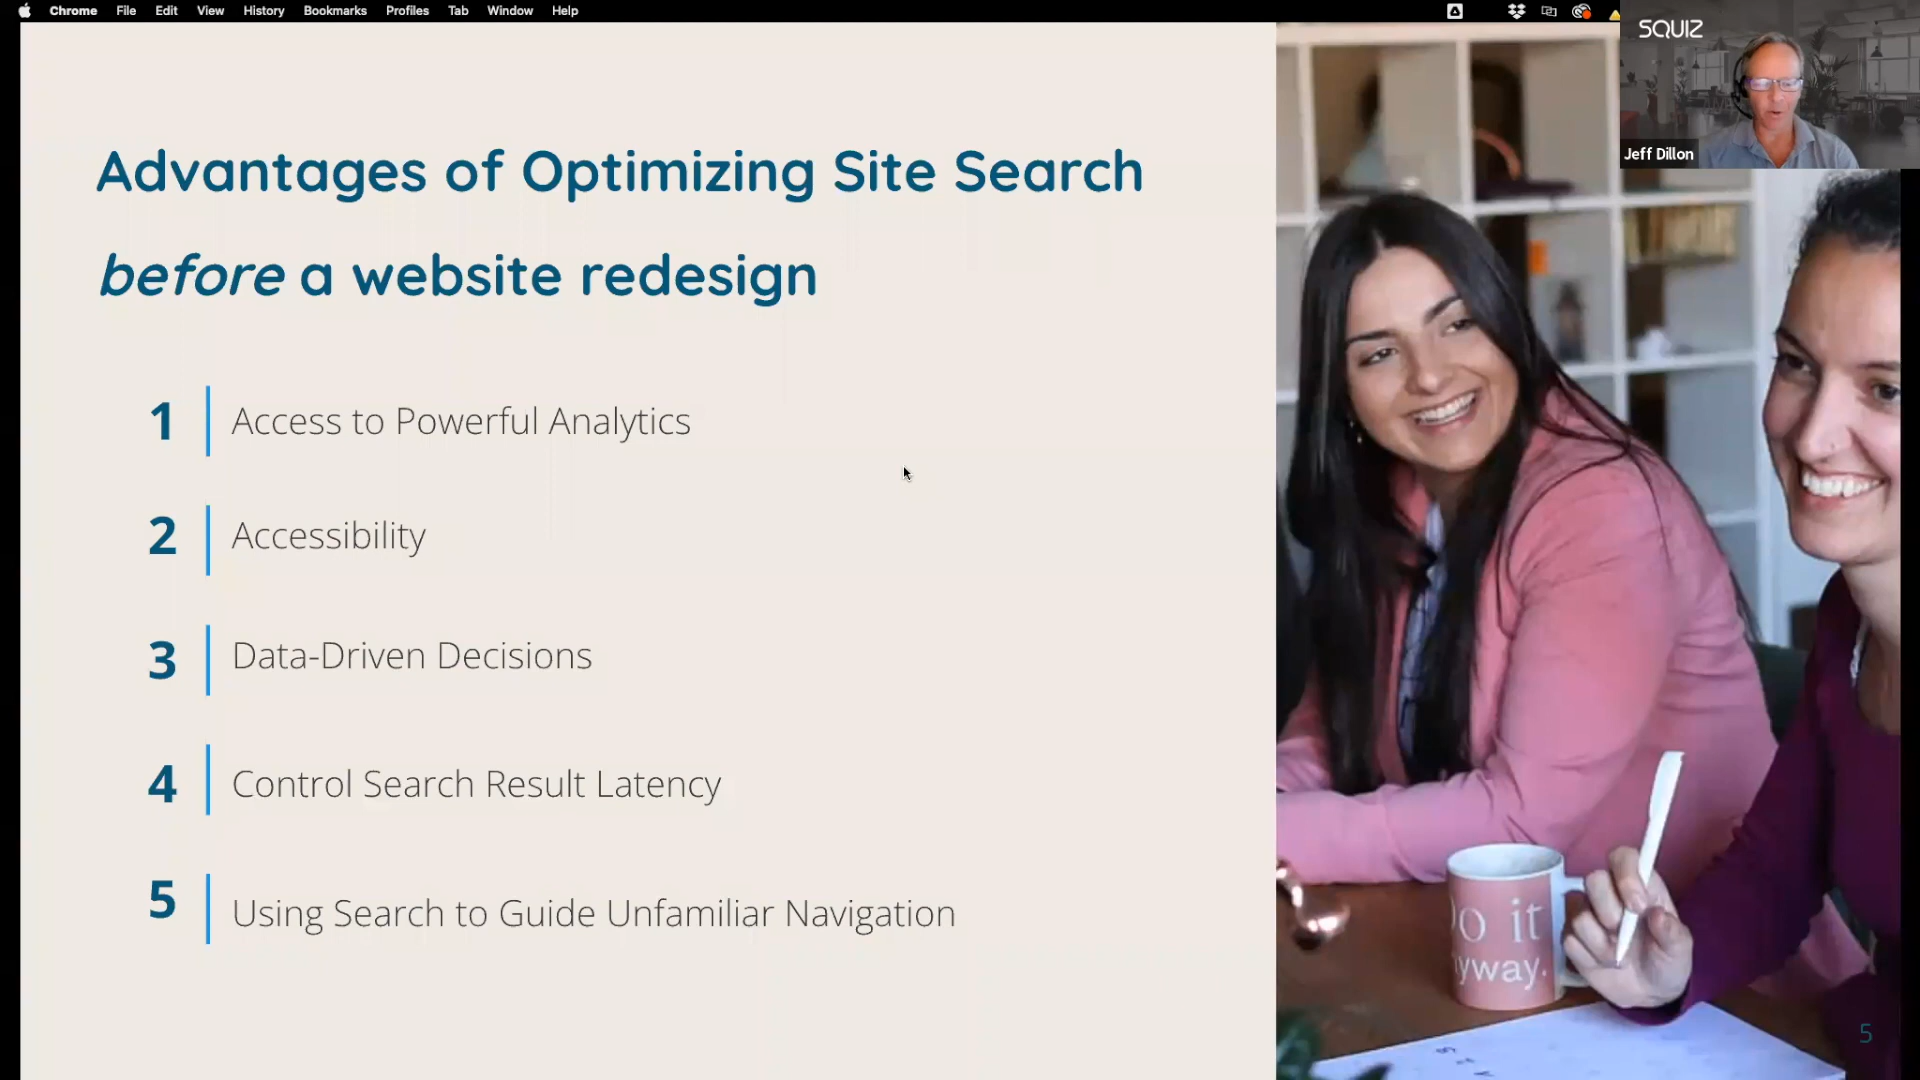 Chrome File Edit View History Bookmarks Profiles Tab Window Help
SQUIZ
Jeff Dillon
Advantages of Optimizing Site Search
before a website redesign
1 Access to Powerful Analytics
2 Accessibility
3 Data-Driven Decisions
4 Control Search Result Latency
5 Using Search to Guide Unfamiliar Navigation
o it
yway.
5